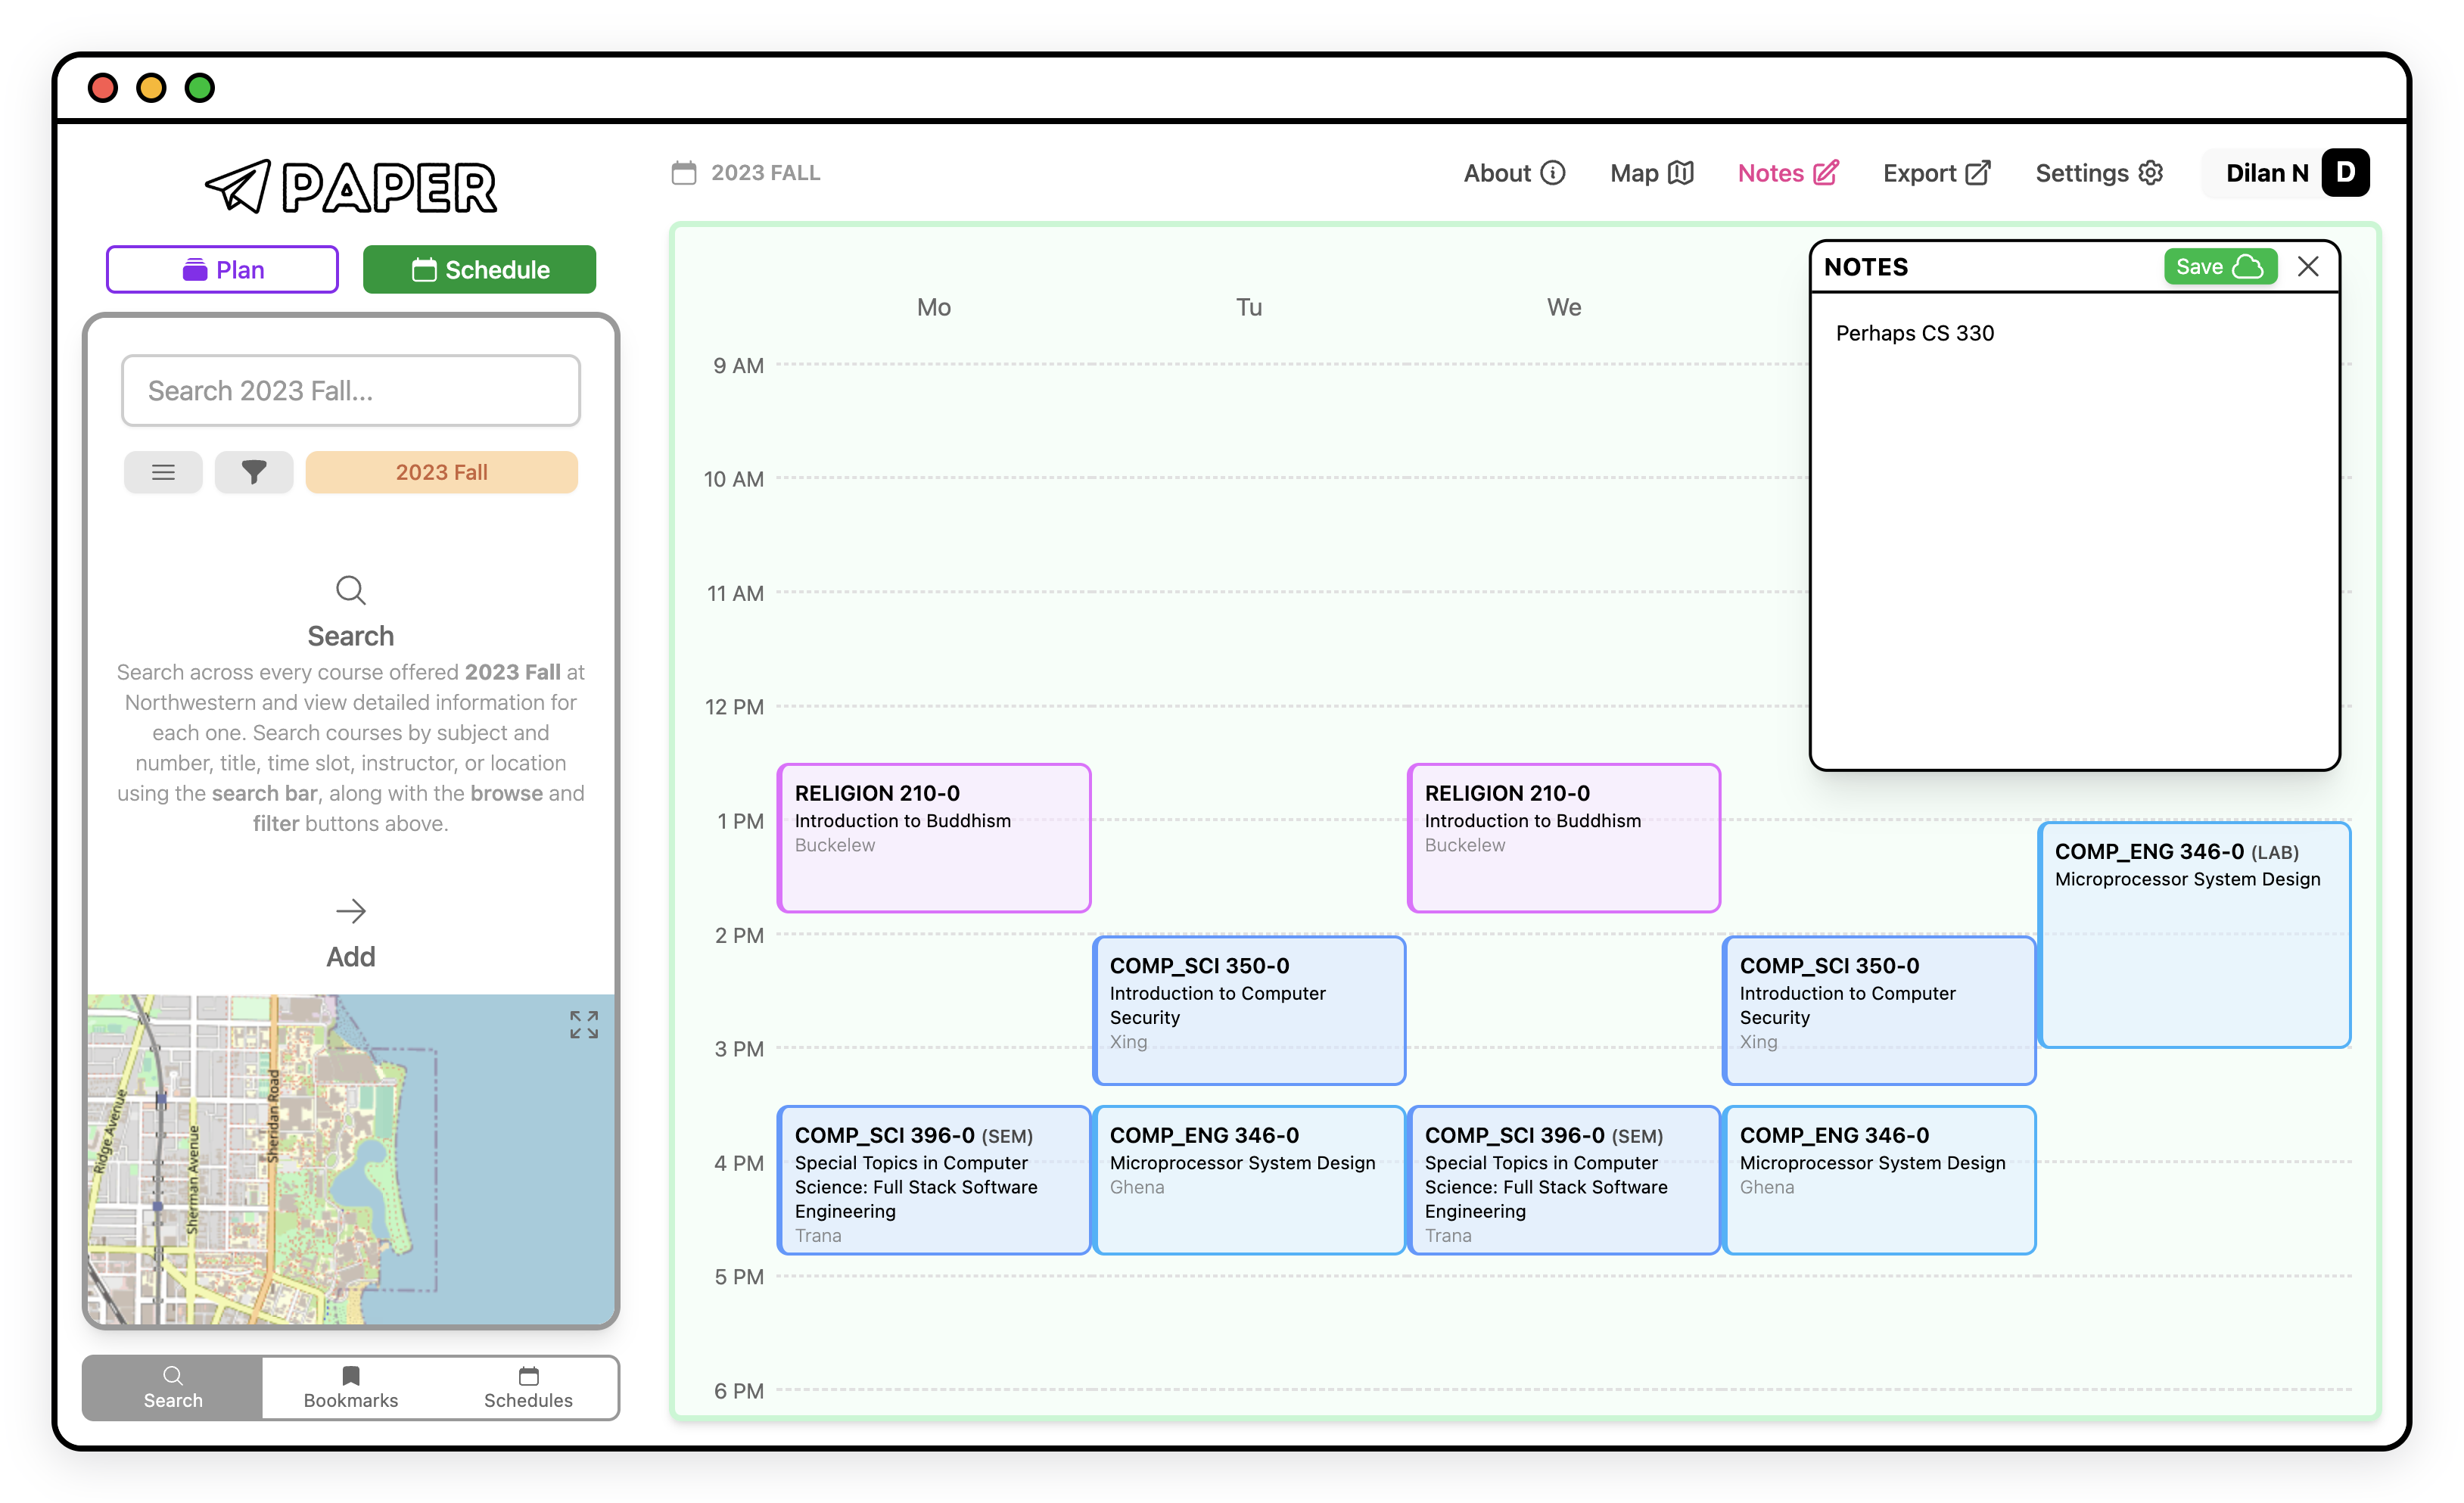 PAPER
Plan
Schedule
Search 2023 Fall...
2023 Fall
Search
Search across every course offered 2023 Fall at
Northwestern and view detailed information for
each one. Search courses by subject and
number, title, time slot, instructor, or location
using the search bar, along with the browse and
filter buttons above.
Add
Ridge Avenue
Sherman Avenue
Sheridan Road
Search
Bookmarks
Schedules
2023 FALL
About
Map
Notes
Export
Settings
Dilan N
D
NOTES
Save
Perhaps CS 330
Mo
Tu
We
9 AM
10 AM
11 AM
12 PM
1 PM
2 PM
3 PM
4 PM
5 PM
6 PM
RELIGION 210-0
Introduction to Buddhism
Buckelew
RELIGION 210-0
Introduction to Buddhism
Buckelew
COMP_ENG 346-0 (LAB)
Microprocessor System Design
COMP_SCI 350-0
Introduction to Computer
Security
Xing
COMP_SCI 350-0
Introduction to Computer
Security
Xing
COMP_SCI 396-0 (SEM)
Special Topics in Computer
Science: Full Stack Software
Engineering
Trana
COMP_ENG 346-0
Microprocessor System Design
Ghena
COMP_SCI 396-0 (SEM)
Special Topics in Computer
Science: Full Stack Software
Engineering
Trana
COMP_ENG 346-0
Microprocessor System Design
Ghena